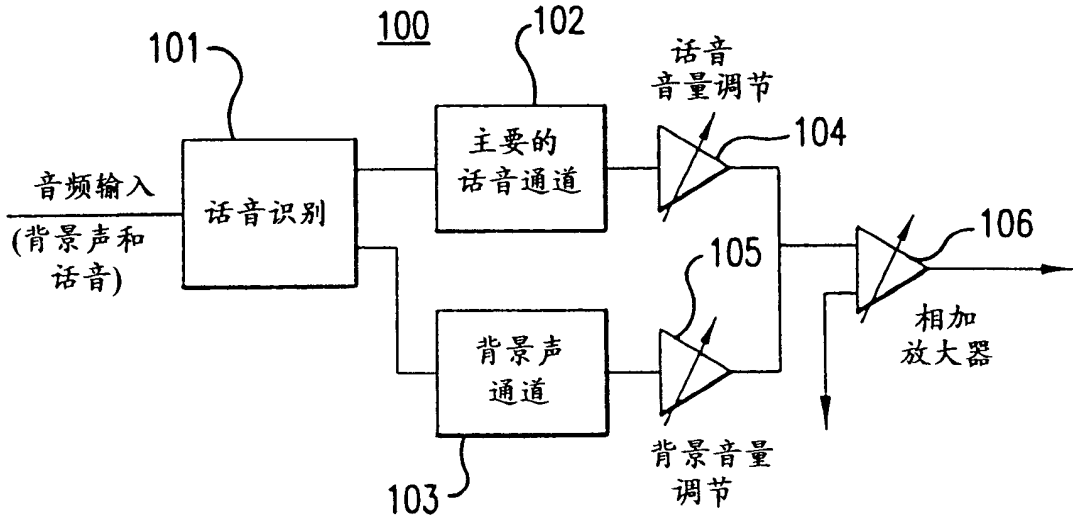 100
101
102
话音
音量调节
104
主要的
话音通道
音频输入
话音识别
(背景声和
话音)
105
106
背景声
通道
相加
放大器
103
背景音量
调节